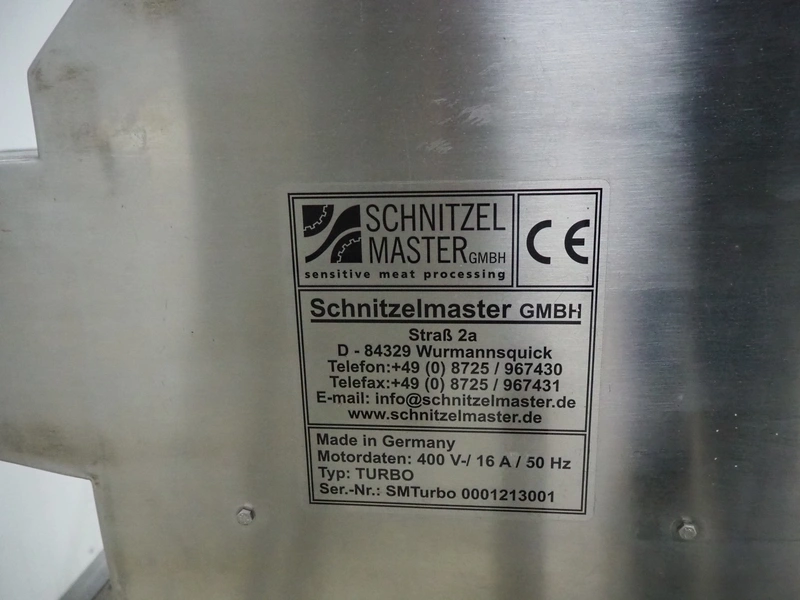 SCHNITZEL
MASTER GMBH
sensitive meat processing
CE
Schnitzelmaster GMBH
Straß 2a
D - 84329 Wurmannsquick
Telefon:+49 (0) 8725 / 967430
Telefax:+49 (0) 8725 / 967431
E-mail: info@schnitzelmaster.de
www.schnitzelmaster.de
Made in Germany
Motordaten: 400 V-/ 16 A / 50 Hz
Typ: TURBO
Ser.-Nr.: SMTurbo 0001213001